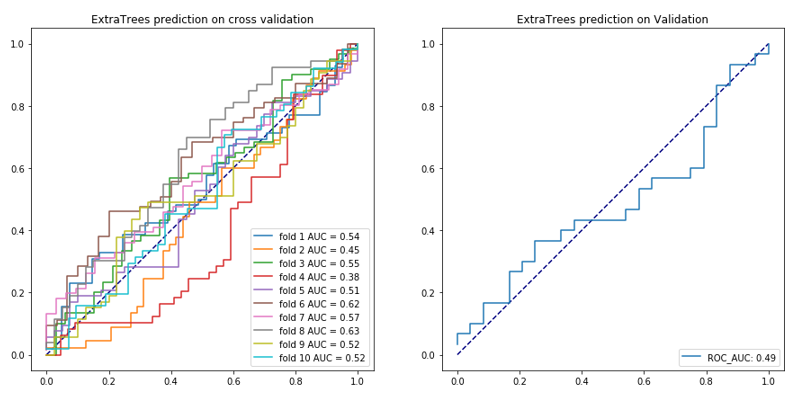 ExtraTrees prediction on cross validation
1.0
0.8
0.6
0.4
0.2
0.0
0.0 0.2 0.4 0.6 0.8 1.0
fold 1 AUC = 0.54
fold 2 AUC = 0.45
fold 3 AUC = 0.55
fold 4 AUC = 0.38
fold 5 AUC = 0.51
fold 6 AUC = 0.62
fold 7 AUC = 0.57
fold 8 AUC = 0.63
fold 9 AUC = 0.52
fold 10 AUC = 0.52
ExtraTrees prediction on Validation
1.0
0.8
0.6
0.4
0.2
0.0
0.0 0.2 0.4 0.6 0.8 1.0
ROC_AUC: 0.49